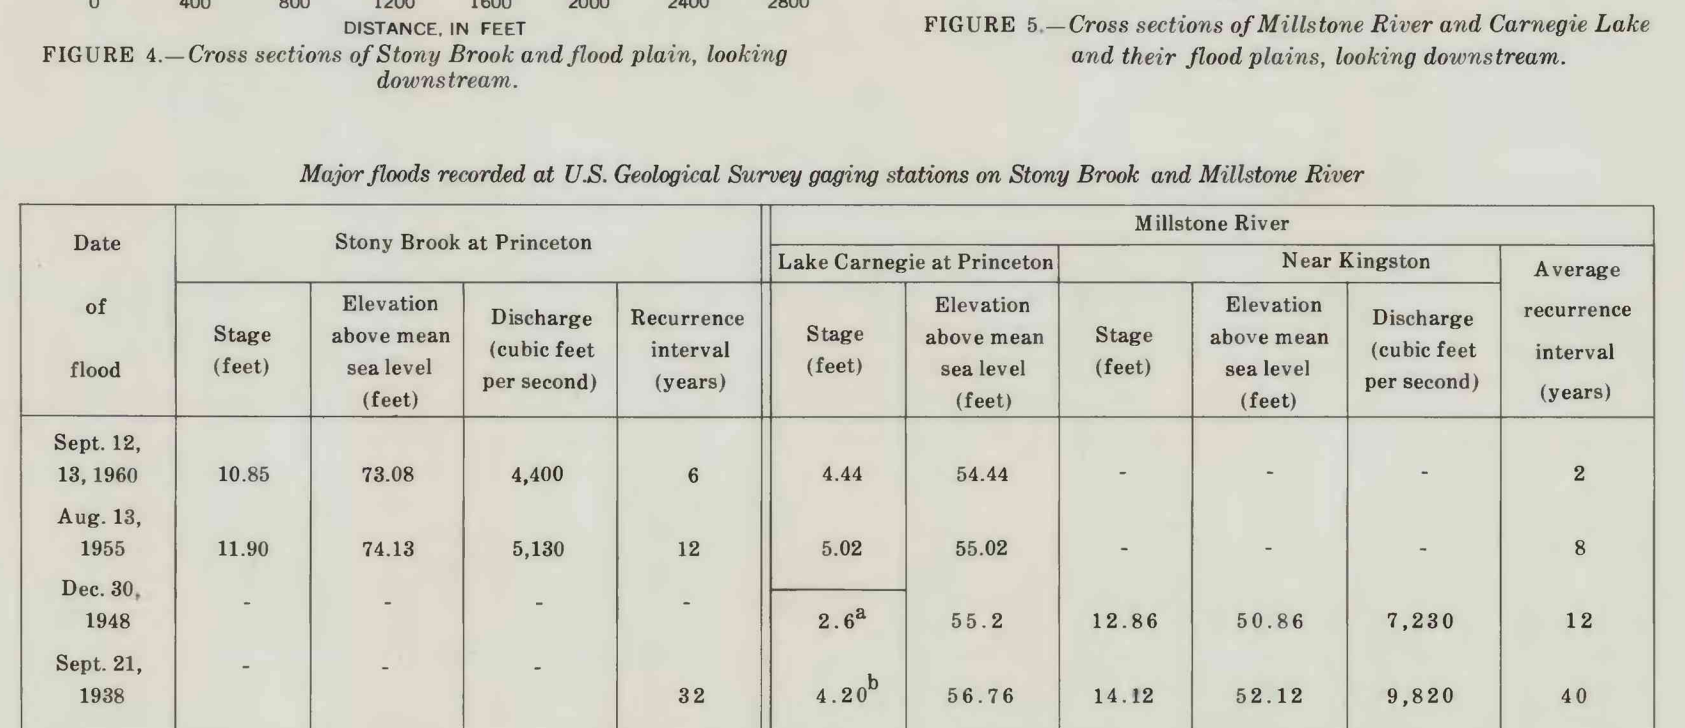 0 400 800 1200 1600 2000 2400 2800
DISTANCE, IN FEET
FIGURE 4.—Cross sections of Stony Brook and flood plain, looking
downstream.
FIGURE 5.—Cross sections of Millstone River and Carnegie Lake
and their flood plains, looking downstream.
Major floods recorded at U.S. Geological Survey gaging stations on Stony Brook and Millstone River
Date
of
flood
Stony Brook at Princeton
Millstone River
Lake Carnegie at Princeton
Near Kingston
Average
recurrence
interval
(years)
Stage
(feet)
Elevation
above mean
sea level
(feet)
Discharge
(cubic feet
per second)
Recurrence
interval
(years)
Stage
(feet)
Elevation
above mean
sea level
(feet)
Stage
(feet)
Elevation
above mean
sea level
(feet)
Discharge
(cubic feet
per second)
Sept. 12,
13, 1960 10.85 73.08 4,400 6 4.44 54.44 - - - 2
Aug. 13,
1955 11.90 74.13 5,130 12 5.02 55.02 - - - 8
Dec. 30, - - - -
1948 2.6a 55.2 12.86 50.86 7,230 12
Sept. 21, - - -
1938 32 4.20b 56.76 14.12 52.12 9,820 40